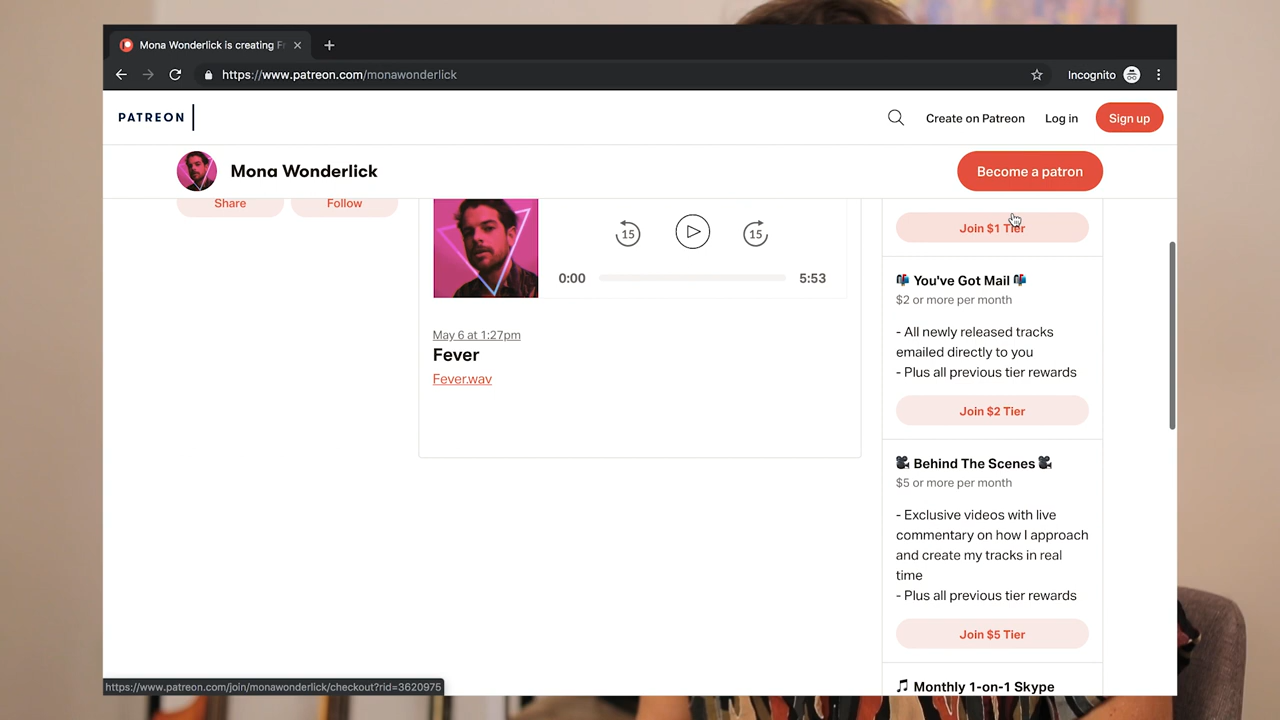 Mona Wonderlick is creating F
https://www.patreon.com/monawonderlick
Incognito
PATREON
Create on Patreon
Log in
Sign up
Mona Wonderlick
Become a patron
Share
Follow
15
15
0:00
5:53
May 6 at 1:27pm
Fever
Fever.wav
Join $1 Tier
📬 You've Got Mail 📬
$2 or more per month
- All newly released tracks
emailed directly to you
- Plus all previous tier rewards
Join $2 Tier
🎥 Behind The Scenes 🎥
$5 or more per month
- Exclusive videos with live
commentary on how I approach
and create my tracks in real
time
- Plus all previous tier rewards
Join $5 Tier
🎵 Monthly 1-on-1 Skype
https://www.patreon.com/join/monawonderlick/checkout?rid=3620975